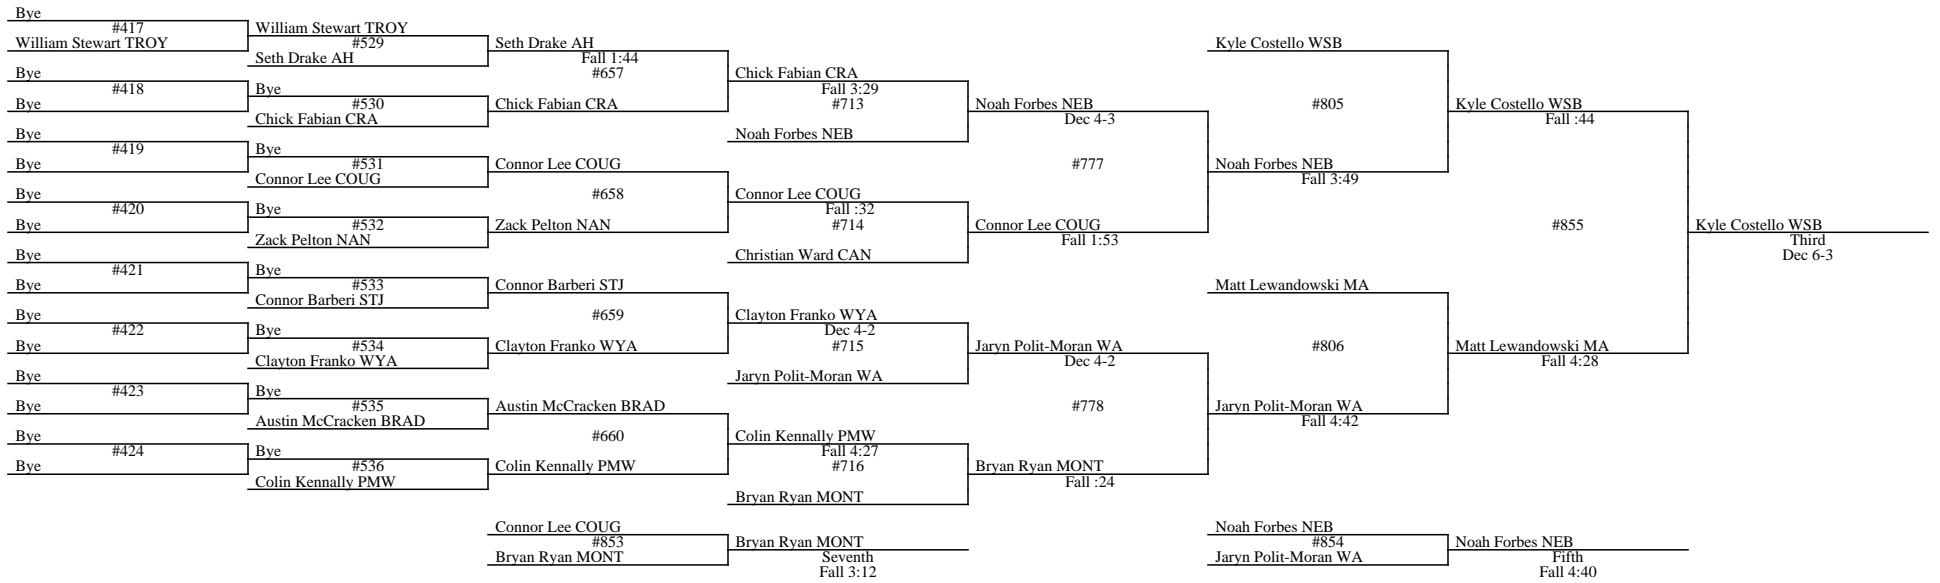 Bye
#417
William Stewart TROY
Bye
#418
Bye
Bye
#419
Bye
Bye
#420
Bye
Bye
#421
Bye
Bye
#422
Bye
Bye
#423
Bye
Bye
#424
Bye
William Stewart TROY
#529
Seth Drake AH
Bye
#530
Chick Fabian CRA
Bye
#531
Connor Lee COUG
Bye
#532
Zack Pelton NAN
Bye
#533
Connor Barberi STJ
Bye
#534
Clayton Franko WYA
Bye
#535
Austin McCracken BRAD
Bye
#536
Colin Kennally PMW
Seth Drake AH
Fall 1:44
#657
Chick Fabian CRA
Connor Lee COUG
#658
Zack Pelton NAN
Connor Barberi STJ
#659
Clayton Franko WYA
Austin McCracken BRAD
#660
Colin Kennally PMW
Chick Fabian CRA
Fall 3:29
#713
Noah Forbes NEB
Connor Lee COUG
Fall :32
#714
Christian Ward CAN
Clayton Franko WYA
Dec 4-2
#715
Jaryn Polit-Moran WA
Colin Kennally PMW
Fall 4:27
#716
Bryan Ryan MONT
Noah Forbes NEB
Dec 4-3
#777
Connor Lee COUG
Fall 1:53
Jaryn Polit-Moran WA
Dec 4-2
#778
Bryan Ryan MONT
Fall :24
Kyle Costello WSB
#805
Noah Forbes NEB
Fall 3:49
Matt Lewandowski MA
#806
Jaryn Polit-Moran WA
Fall 4:42
Kyle Costello WSB
Fall :44
#855
Matt Lewandowski MA
Fall 4:28
Kyle Costello WSB
Third
Dec 6-3
Connor Lee COUG
#853
Bryan Ryan MONT
Bryan Ryan MONT
Seventh
Fall 3:12
Noah Forbes NEB
#854
Jaryn Polit-Moran WA
Noah Forbes NEB
Fifth
Fall 4:40